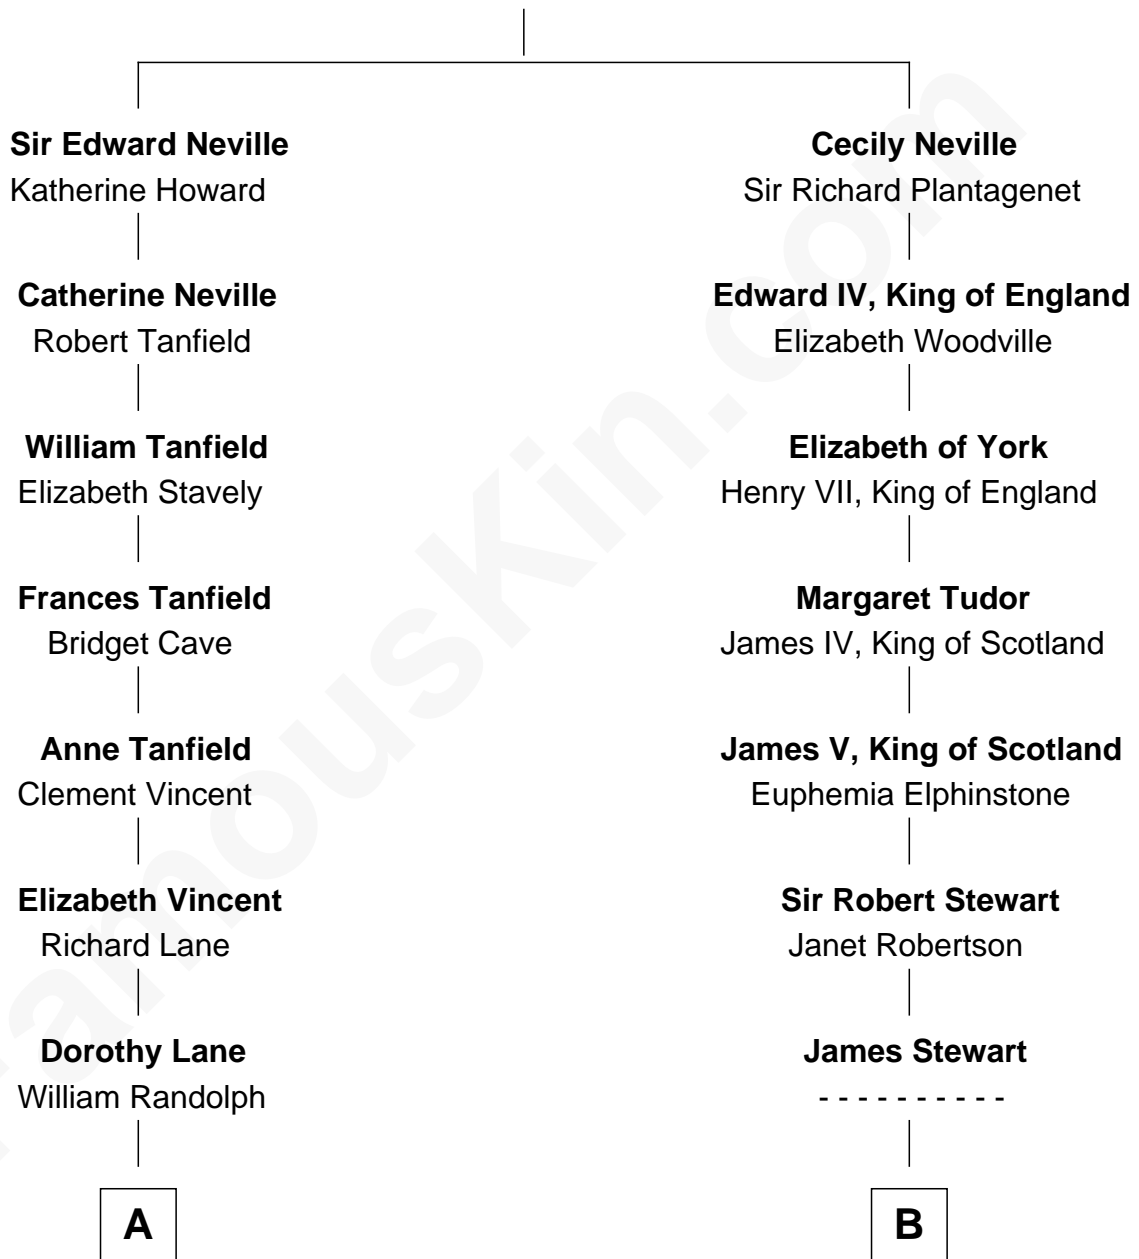 Sir Edward Neville
Katherine Howard
Catherine Neville
Robert Tanfield
William Tanfield
Elizabeth Stavely
Frances Tanfield
Bridget Cave
Anne Tanfield
Clement Vincent
Elizabeth Vincent
Richard Lane
Dorothy Lane
William Randolph
A
Cecily Neville
Sir Richard Plantagenet
Edward IV, King of England
Elizabeth Woodville
Elizabeth of York
Henry VII, King of England
Margaret Tudor
James IV, King of Scotland
James V, King of Scotland
Euphemia Elphinstone
Sir Robert Stewart
Janet Robertson
James Stewart
- - - - - - - - - -
B
FamousKin.com